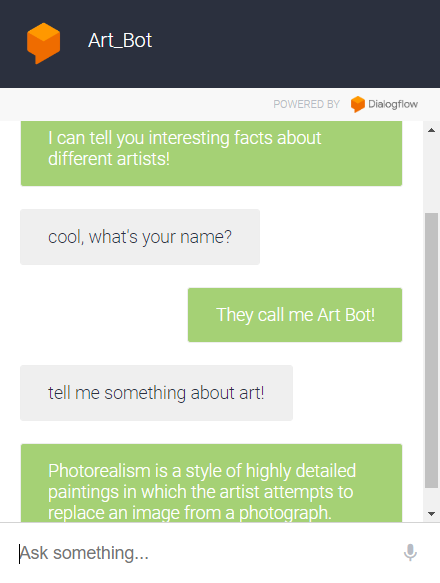 Art_Bot
POWERED BY Dialogflow
I can tell you interesting facts about
different artists!
cool, what's your name?
They call me Art Bot!
tell me something about art!
Photorealism is a style of highly detailed
paintings in which the artist attempts to
replace an image from a photograph.
Ask something...